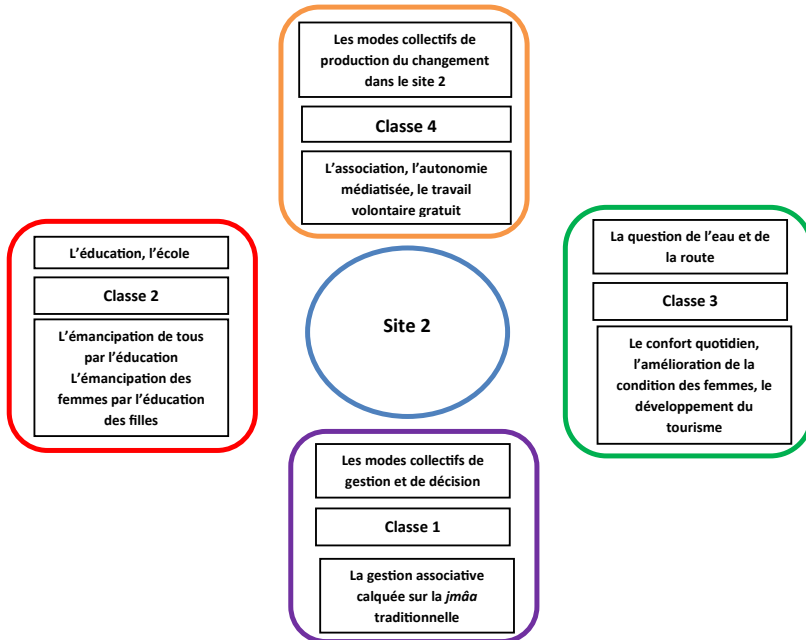 Les modes collectifs de
production du changement
dans le site 2
Classe 4
L’association, l’autonomie
médiatisée, le travail
volontaire gratuit
L’éducation, l’école
Classe 2
L’émancipation de tous
par l’éducation
L’émancipation des
femmes par l’éducation
des filles
Site 2
La question de l’eau et de
la route
Classe 3
Le confort quotidien,
l’amélioration de la
condition des femmes, le
développement du
tourisme
Les modes collectifs de
gestion et de décision
Classe 1
La gestion associative
calquée sur la jmâa
traditionnelle